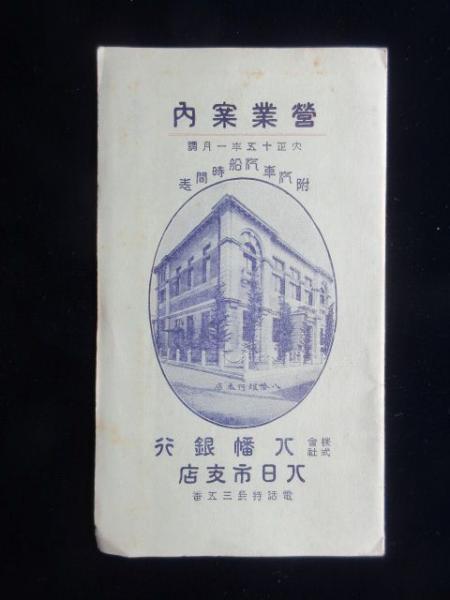 營業案内
大正十五年一月調
附汽車汽船時間表
八幡銀行本店
株式會社 八幡銀行
八日市支店
電話特長三五番